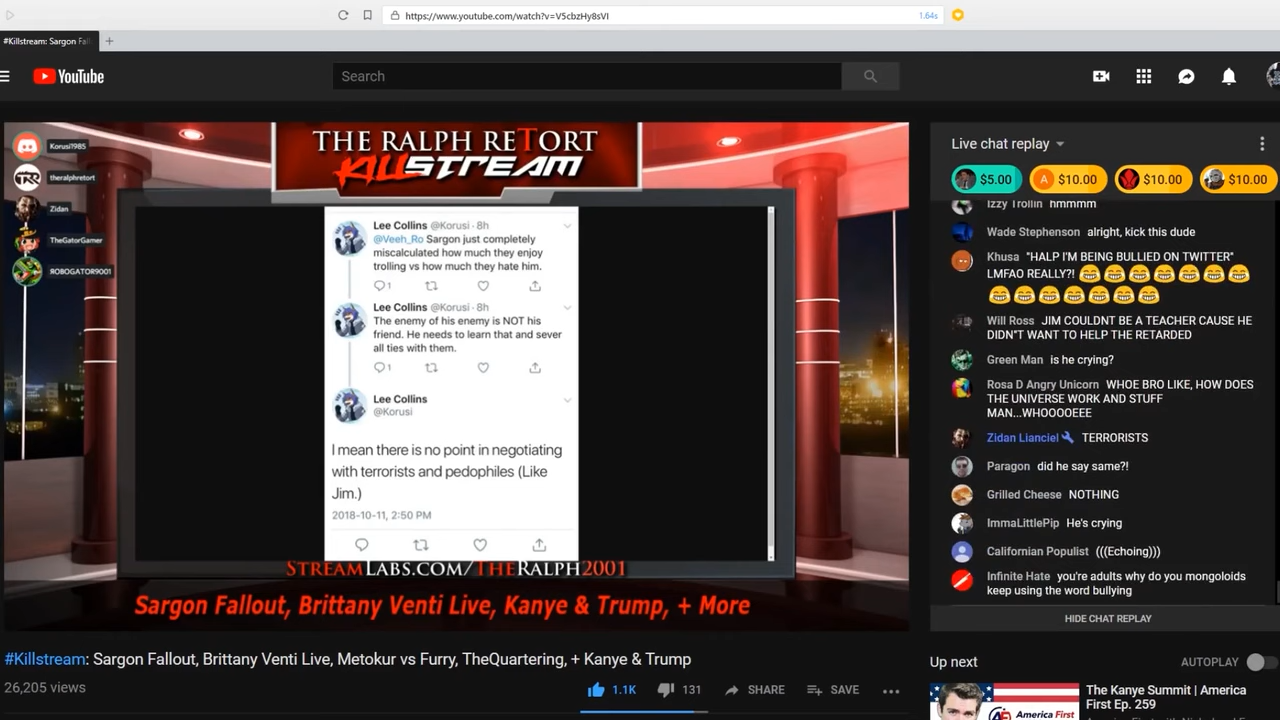 https://www.youtube.com/watch?v=V5cbzHy8sVI
1.64s
#Killstream: Sargon Fall
YouTube
Search
THE RALPH RETORT
KILLSTREAM
Korusi1985
theralphretort
Zidan
TheGatorGamer
ЯOBOGATOR9001
Lee Collins @Korusi · 8h
@Veeh_Ro Sargon just completely
miscalculated how much they enjoy
trolling vs how much they hate him.
1
Lee Collins @Korusi · 8h
The enemy of his enemy is NOT his
friend. He needs to learn that and sever
all ties with them.
1
Lee Collins
@Korusi
I mean there is no point in negotiating
with terrorists and pedophiles (Like
Jim.)
2018-10-11, 2:50 PM
STREAMLABS.COM/THERALPH2001
Sargon Fallout, Brittany Venti Live, Kanye & Trump, + More
#Killstream: Sargon Fallout, Brittany Venti Live, Metokur vs Furry, TheQuartering, + Kanye & Trump
26,205 views
1.1K
131
SHARE
SAVE
Live chat replay
$5.00
A $10.00
$10.00
$10.00
Izzy Trollin hmmmm
Wade Stephenson alright, kick this dude
Khusa "HALP I'M BEING BULLIED ON TWITTER"
LMFAO REALLY?! 😂😂😂😂😂😂😂
😂😂😂😂😂😂😂
Will Ross JIM COULDNT BE A TEACHER CAUSE HE
DIDN"T WANT TO HELP THE RETARDED
Green Man is he crying?
Rosa D Angry Unicorn WHOE BRO LIKE, HOW DOES
THE UNIVERSE WORK AND STUFF
MAN...WHOOOOEEE
Zidan Lianciel TERRORISTS
Paragon did he say same?!
Grilled Cheese NOTHING
ImmaLittlePip He's crying
Californian Populist (((Echoing)))
Infinite Hate you're adults why do you mongoloids
keep using the word bullying
HIDE CHAT REPLAY
Up next
AUTOPLAY
The Kanye Summit | America
First Ep. 259
America First